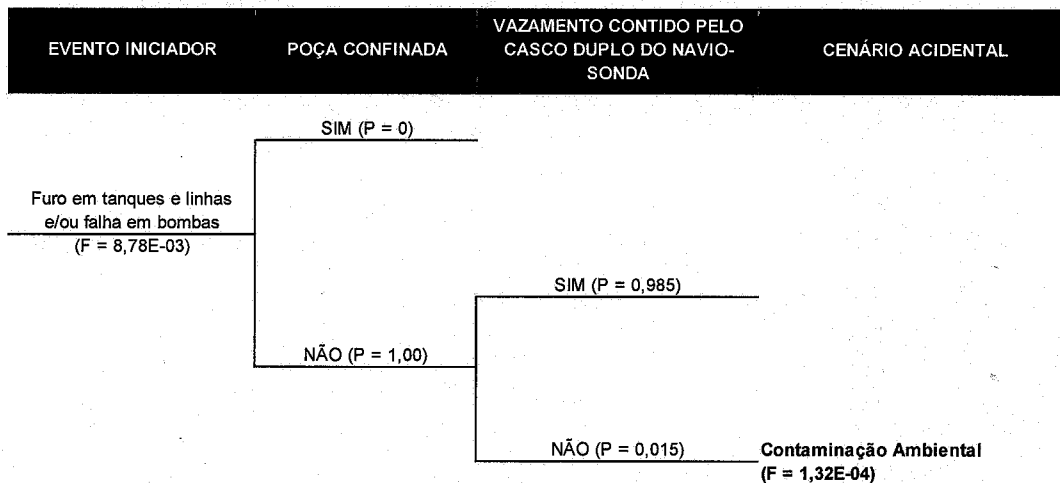 EVENTO INICIADOR
POÇA CONFINADA
VAZAMENTO CONTIDO PELO
CASCO DUPLO DO NAVIO-
SONDA
CENÁRIO ACIDENTAL
SIM (P = 0)
Furo em tanques e linhas
e/ou falha em bombas
(F = 8,78E-03)
SIM (P = 0,985)
NÃO (P = 1,00)
NÃO (P = 0,015)
Contaminação Ambiental
(F = 1,32E-04)